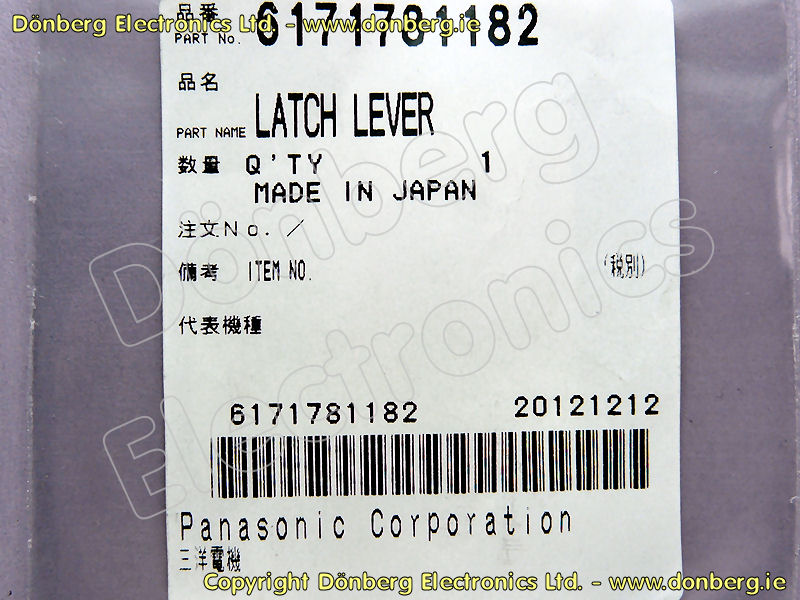 Dönberg Electronics Ltd. - www.donberg.ie
品番
PART No. 6171781182
品名
PART NAME LATCH LEVER
数量 Q'TY 1
MADE IN JAPAN
注文No. /
備考 ITEM NO. (税別)
代表機種
6171781182 20121212
Panasonic Corporation
三洋電機
Dönberg
Electronics
Copyright Dönberg Electronics Ltd. - www.donberg.ie